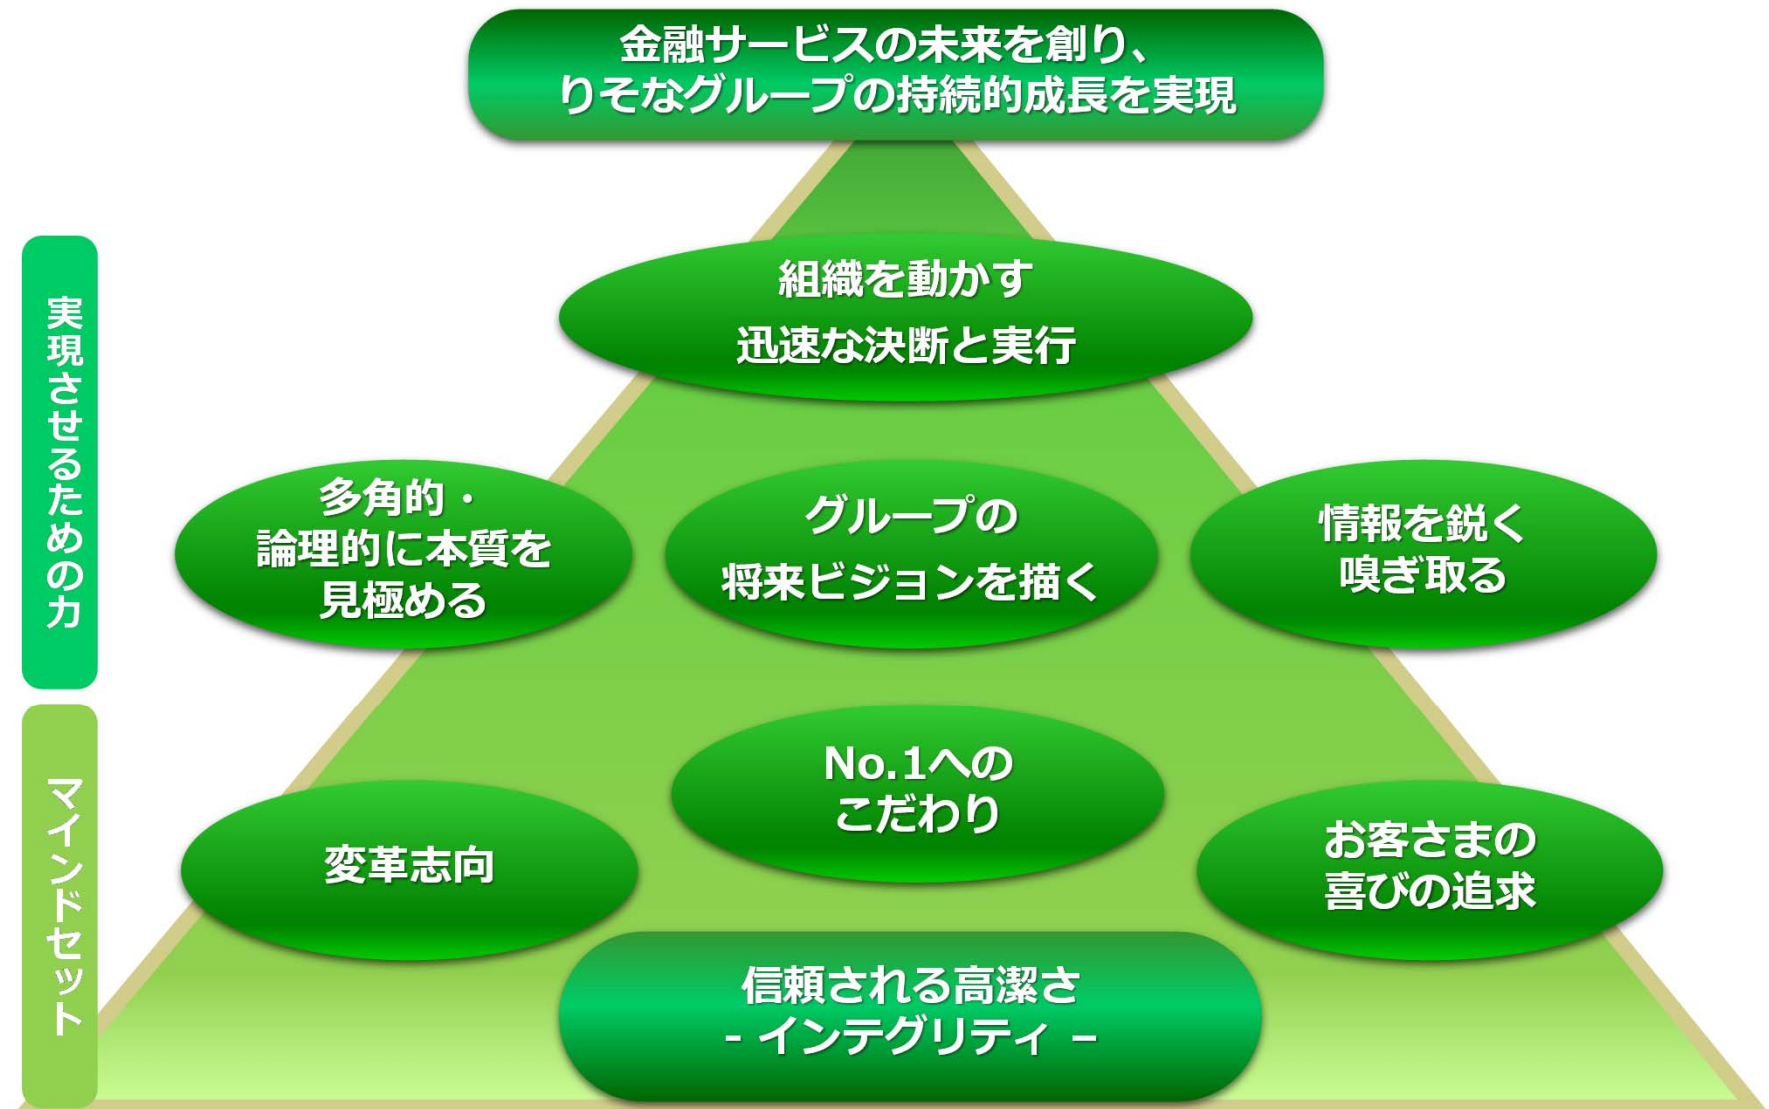 金融サービスの未来を創り、
りそなグループの持続的成長を実現
実現させるための力
組織を動かす
迅速な決断と実行
多角的・
論理的に本質を
見極める
グループの
将来ビジョンを描く
情報を鋭く
嗅ぎ取る
マインドセット
変革志向
No.1への
こだわり
お客さまの
喜びの追求
信頼される高潔さ
- インテグリティ –